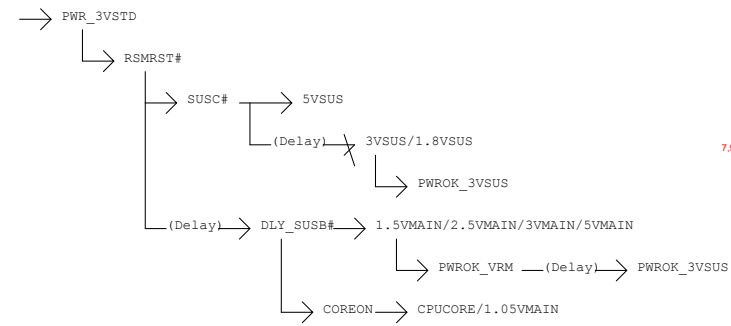 PWR_3VSTD
RSMRST#
SUSC# 5VSUS
(Delay) 3VSUS/1.8VSUS
PWROK_3VSUS
(Delay) DLY_SUSB# 1.5VMAIN/2.5VMAIN/3VMAIN/5VMAIN
PWROK_VRM (Delay) PWROK_3VSUS
COREON CPUCORE/1.05VMAIN